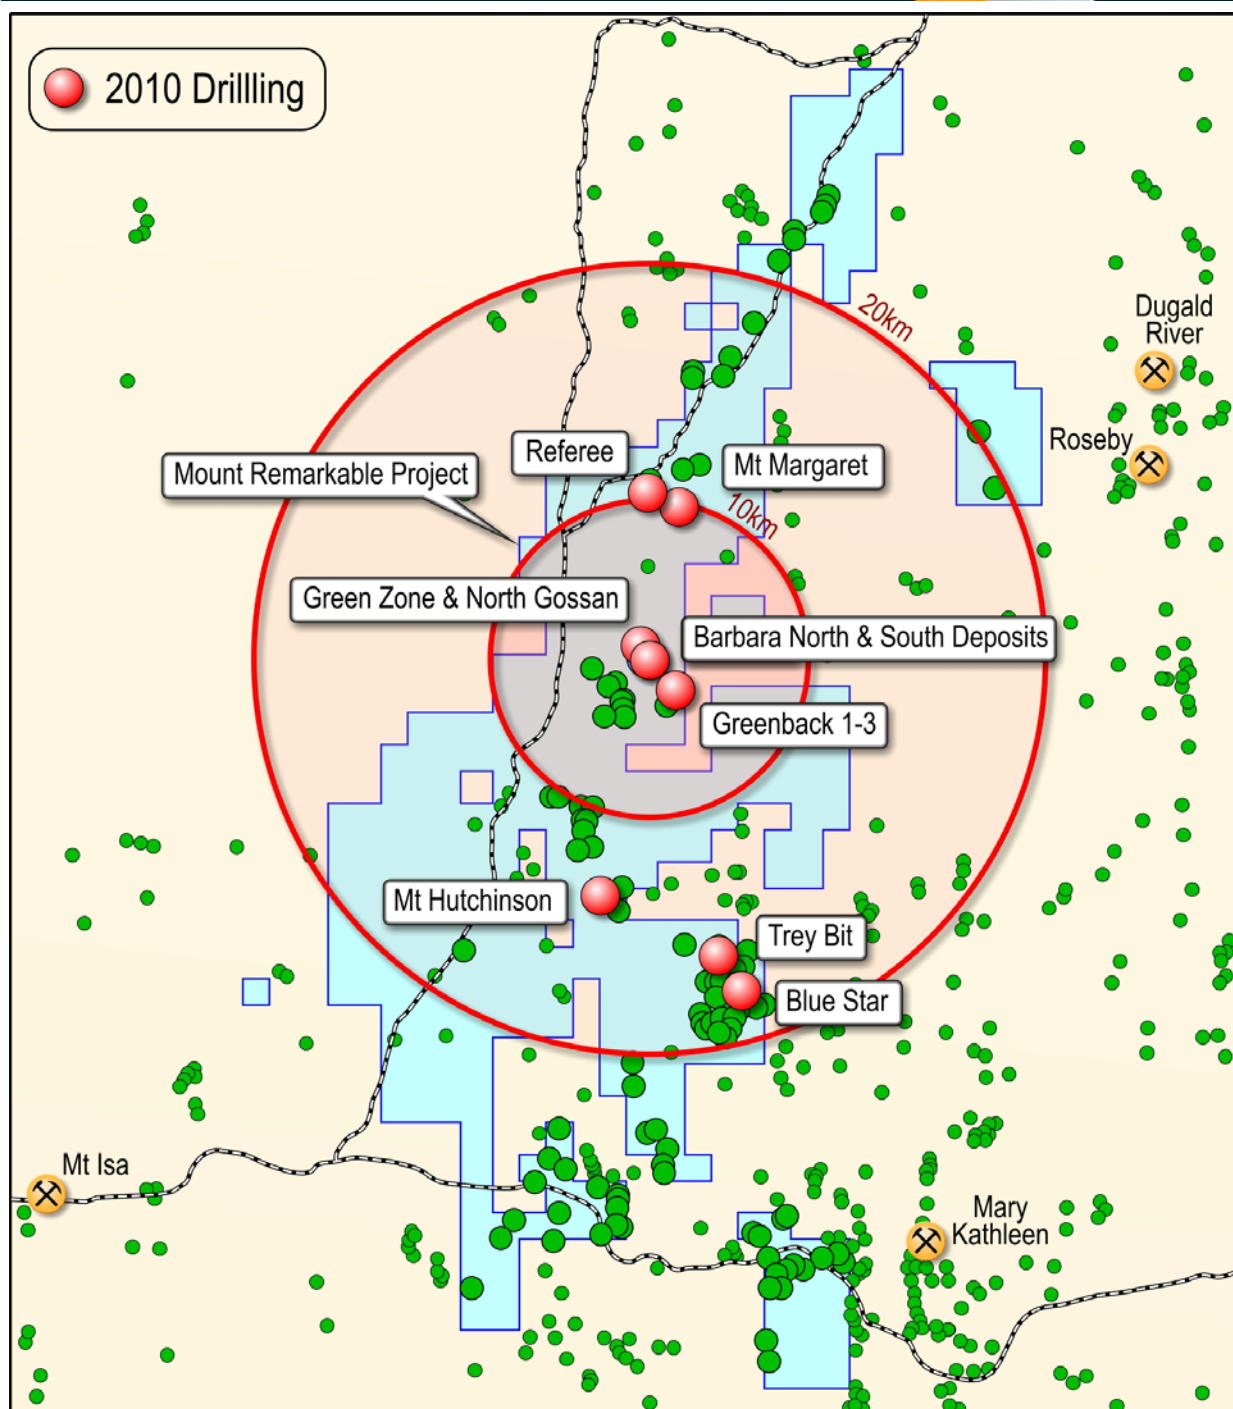 2010 Drillling
20km
Dugald
River
Roseby
Referee
Mt Margaret
Mount Remarkable Project
10km
Green Zone & North Gossan
Barbara North & South Deposits
Greenback 1-3
Mt Hutchinson
Trey Bit
Blue Star
Mt Isa
Mary
Kathleen